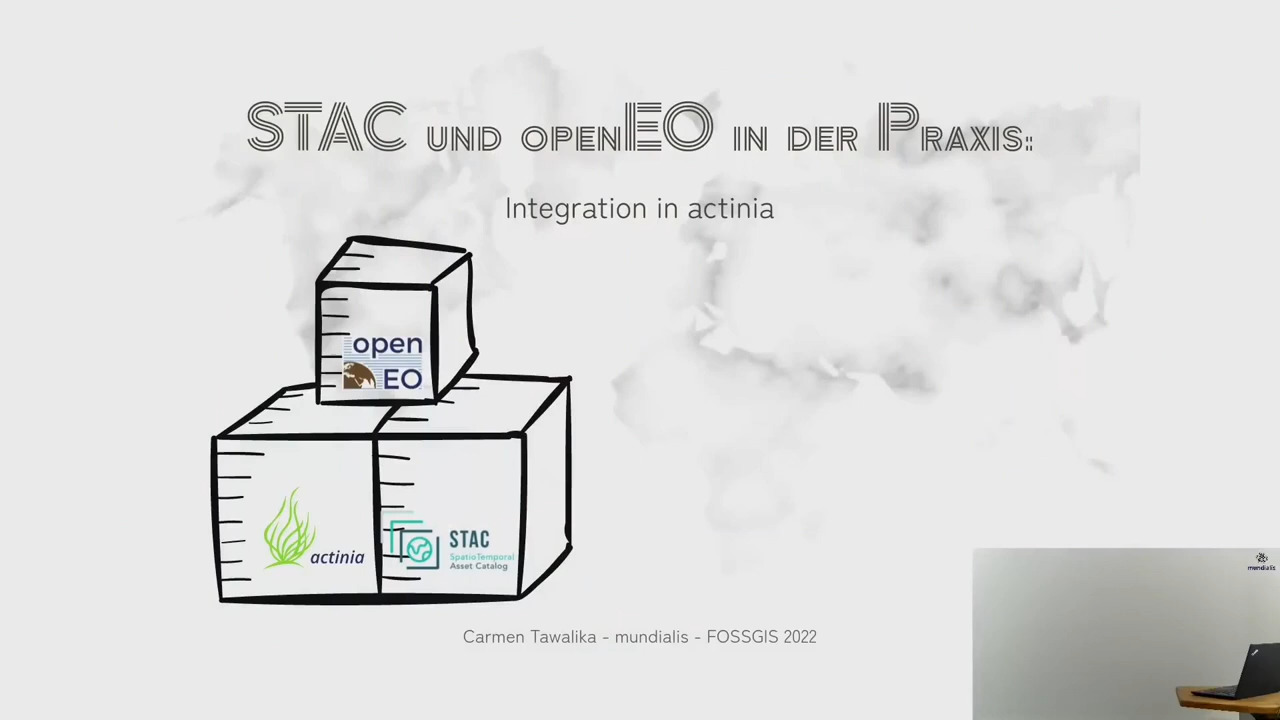 STAC UND OPENEO IN DER PRAXIS:
Integration in actinia
open
EO
actinia
STAC
SpatioTemporal
Asset Catalog
mundialis
Carmen Tawalika - mundialis - FOSSGIS 2022